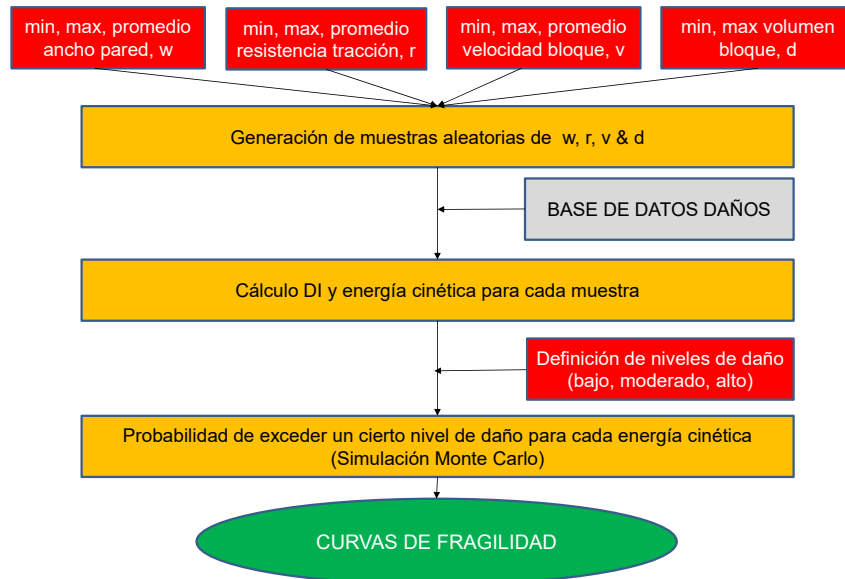 min, max, promedio
ancho pared, w
min, max, promedio
resistencia tracción, r
min, max, promedio
velocidad bloque, v
min, max volumen
bloque, d
Generación de muestras aleatorias de w, r, v & d
BASE DE DATOS DAÑOS
Cálculo DI y energía cinética para cada muestra
Definición de niveles de daño
(bajo, moderado, alto)
Probabilidad de exceder un cierto nivel de daño para cada energía cinética
(Simulación Monte Carlo)
CURVAS DE FRAGILIDAD